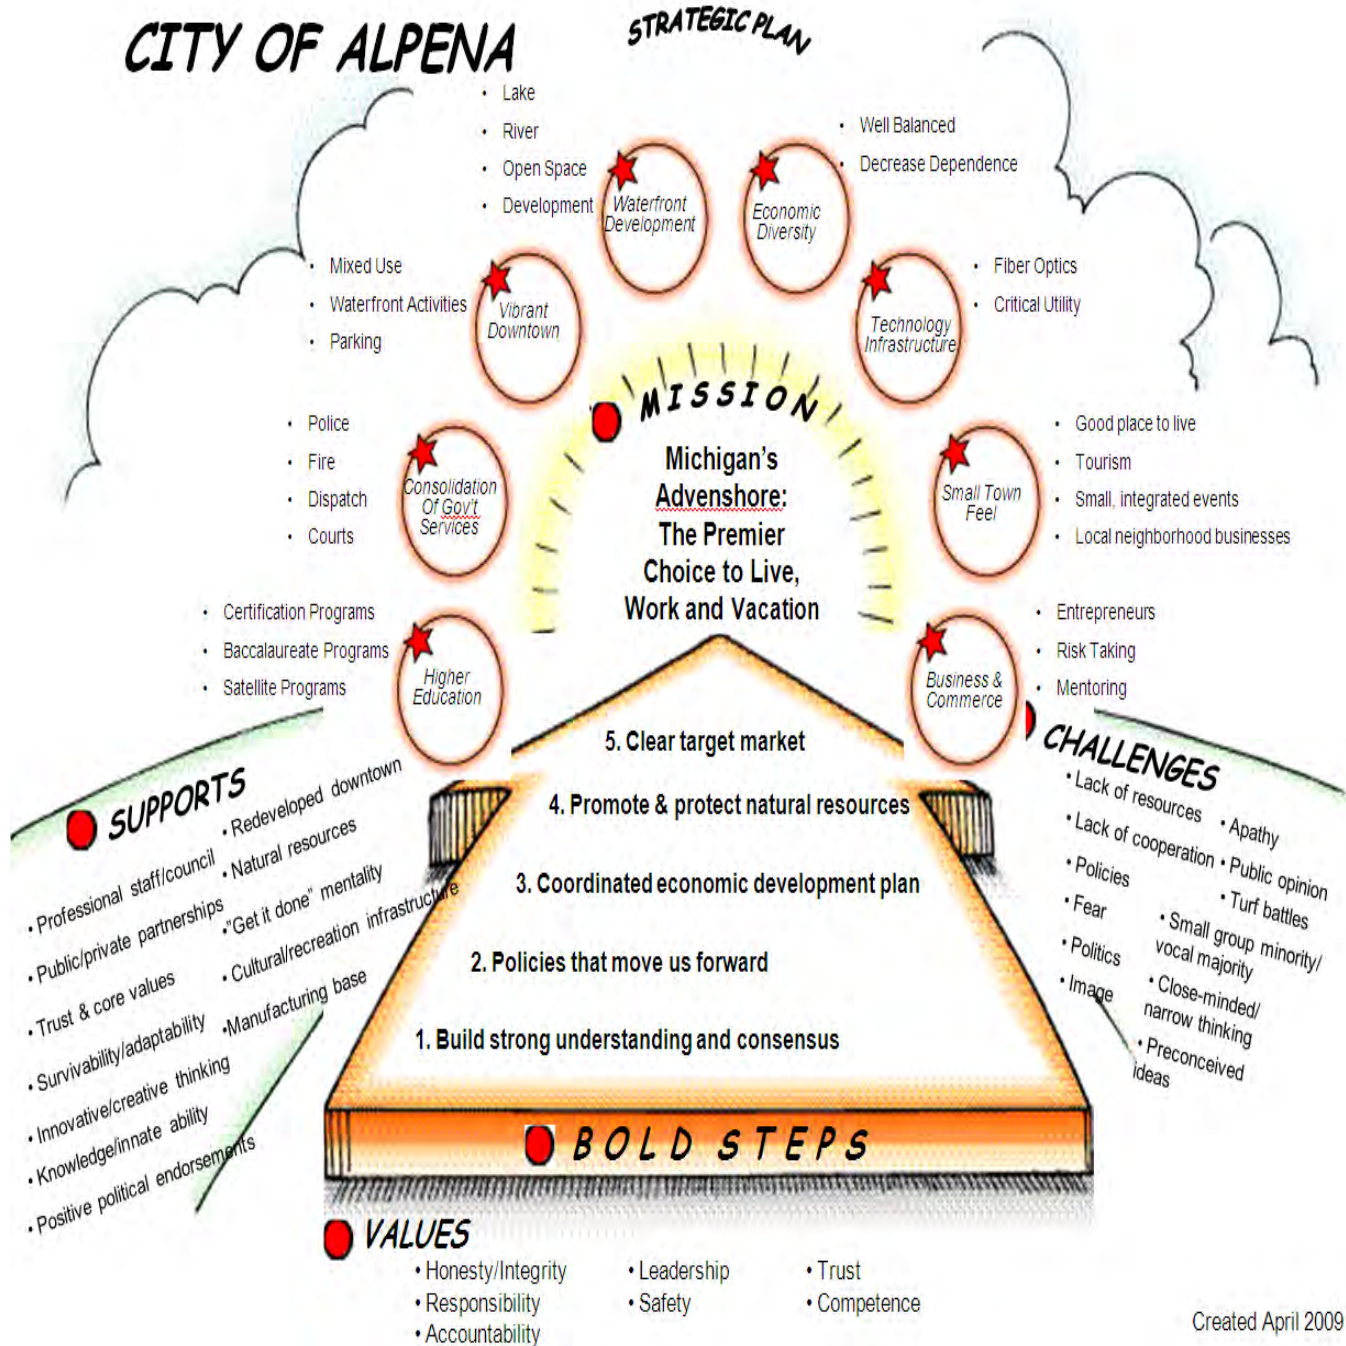 CITY OF ALPENA
STRATEGIC PLAN
• Lake
• River
• Open Space
• Development
Waterfront
Development
• Well Balanced
• Decrease Dependence
Economic
Diversity
• Mixed Use
• Waterfront Activities
• Parking
Vibrant
Downtown
• Fiber Optics
• Critical Utility
Technology
Infrastructure
• Police
• Fire
• Dispatch
• Courts
Consolidation
Of Gov't
Services
• Good place to live
• Tourism
• Small, integrated events
• Local neighborhood businesses
Small Town
Feel
• Certification Programs
• Baccalaureate Programs
• Satellite Programs
Higher
Education
• Entrepreneurs
• Risk Taking
• Mentoring
Business &
Commerce
MISSION
Michigan's
Advenshore:
The Premier
Choice to Live,
Work and Vacation
5. Clear target market
4. Promote & protect natural resources
3. Coordinated economic development plan
2. Policies that move us forward
1. Build strong understanding and consensus
BOLD STEPS
SUPPORTS
• Professional staff/council
• Public/private partnerships
• Trust & core values
• Survivability/adaptability
• Innovative/creative thinking
• Knowledge/innate ability
• Positive political endorsements
• Redeveloped downtown
• Natural resources
•"Get it done" mentality
• Cultural/recreation infrastructure
•Manufacturing base
CHALLENGES
• Lack of resources
• Lack of cooperation
• Policies
• Fear
• Politics
• Image
• Apathy
• Public opinion
• Turf battles
• Small group minority/
vocal majority
• Close-minded/
narrow thinking
• Preconceived
ideas
VALUES
• Honesty/Integrity
• Responsibility
• Accountability
• Leadership
• Safety
• Trust
• Competence
Created April 2009